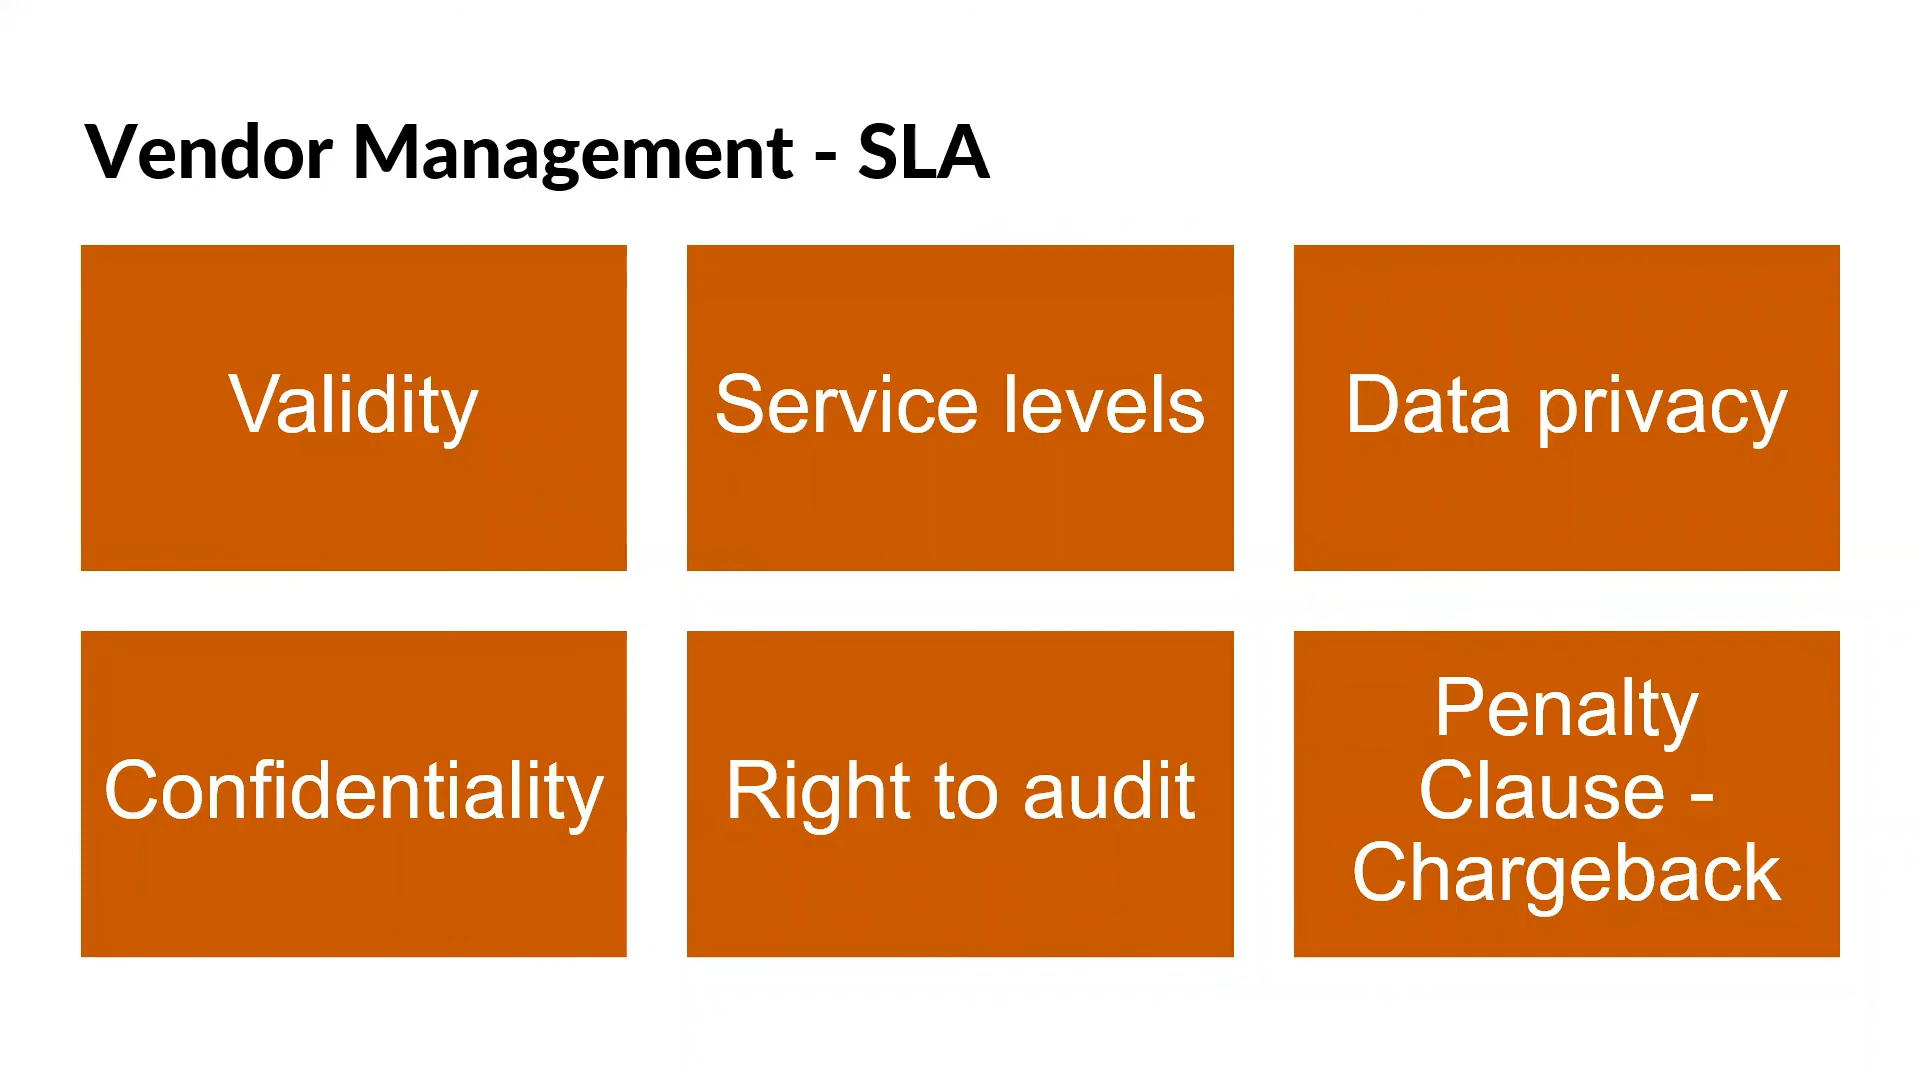 Vendor Management - SLA
Validity
Service levels
Data privacy
Confidentiality
Right to audit
Penalty
Clause -
Chargeback